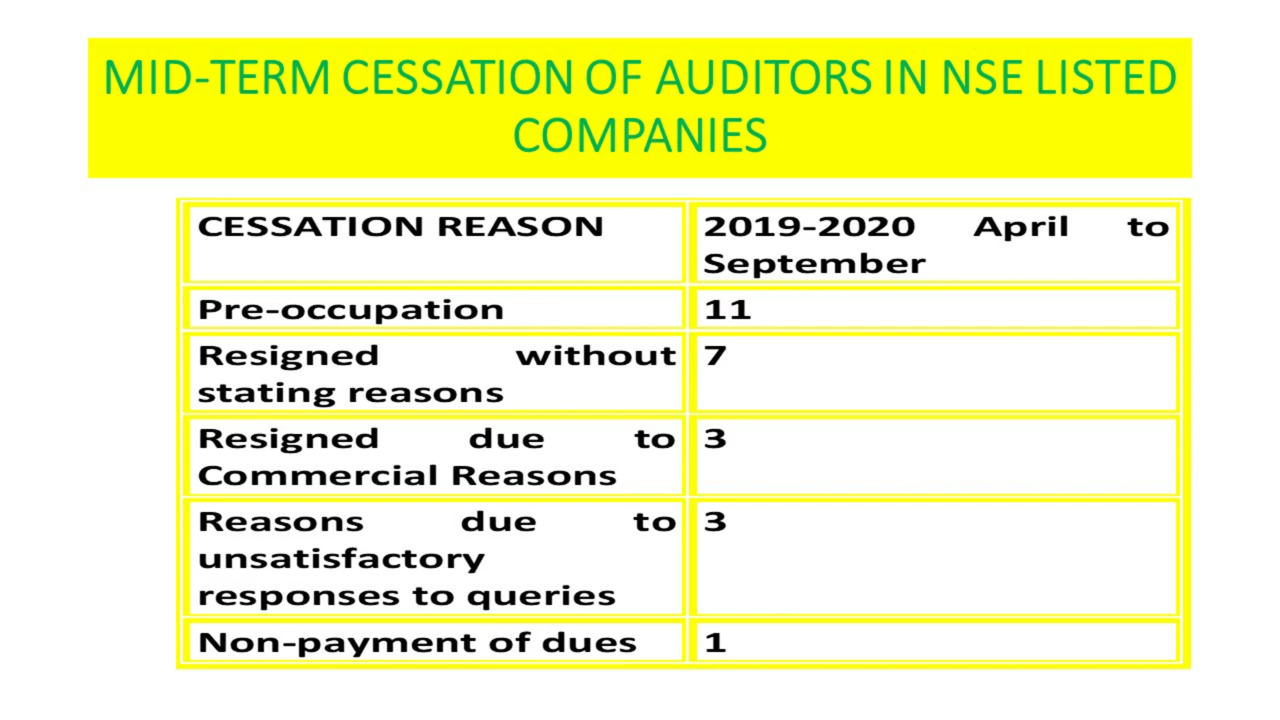 MID-TERM CESSATION OF AUDITORS IN NSE LISTED
COMPANIES
CESSATION REASON
2019-2020 April to
September
Pre-occupation
11
Resigned without
stating reasons
7
Resigned due to
Commercial Reasons
3
Reasons due to
unsatisfactory
responses to queries
3
Non-payment of dues
1